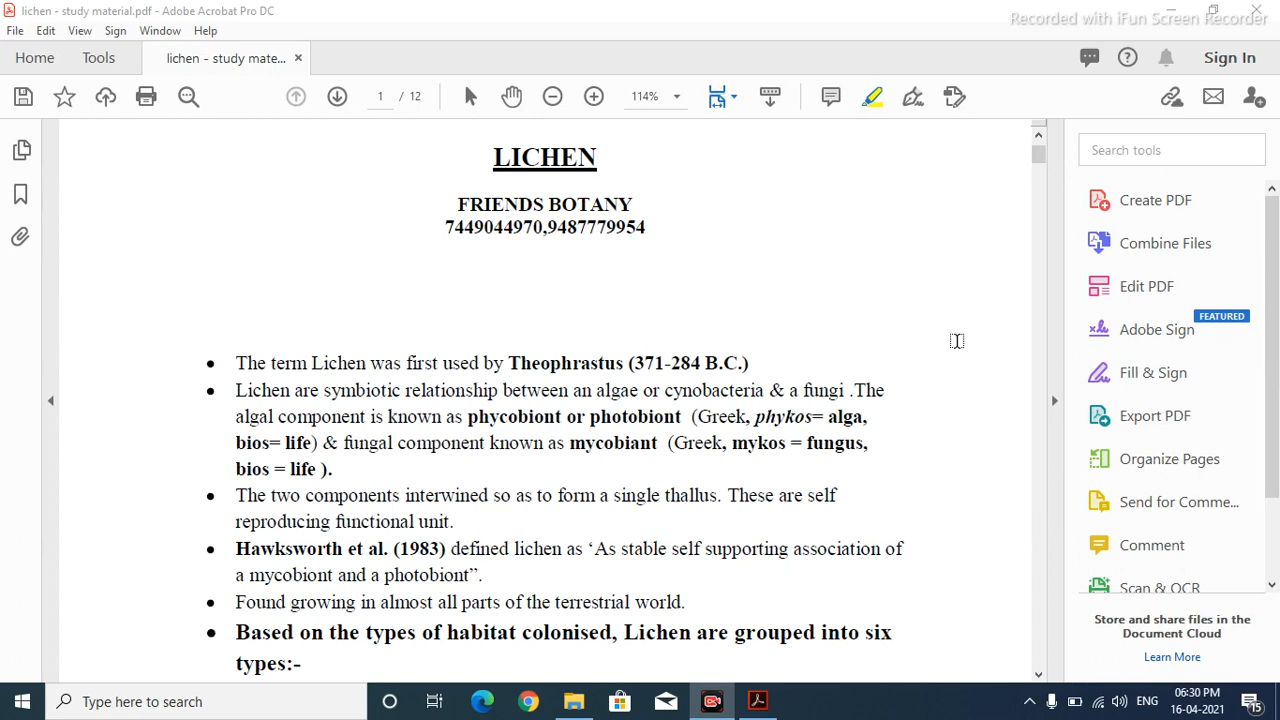 lichen - study material.pdf - Adobe Acrobat Pro DC
Recorded with iFun Screen Recorder
File Edit View Sign Window Help
Home Tools lichen - study mate... × Sign In
1 / 12 114%
LICHEN
FRIENDS BOTANY
7449044970,9487779954
• The term Lichen was first used by Theophrastus (371-284 B.C.)
• Lichen are symbiotic relationship between an algae or cynobacteria & a fungi .The
algal component is known as phycobiont or photobiont (Greek, phykos= alga,
bios= life) & fungal component known as mycobiant (Greek, mykos = fungus,
bios = life ).
• The two components interwined so as to form a single thallus. These are self
reproducing functional unit.
• Hawksworth et al. (1983) defined lichen as ‘As stable self supporting association of
a mycobiont and a photobiont”.
• Found growing in almost all parts of the terrestrial world.
• Based on the types of habitat colonised, Lichen are grouped into six
types:-
Search tools
Create PDF
Combine Files
Edit PDF
FEATURED
Adobe Sign
Fill & Sign
Export PDF
Organize Pages
Send for Comme...
Comment
Scan & OCR
Store and share files in the
Document Cloud
Learn More
Type here to search
ENG
06:30 PM
16-04-2021
15